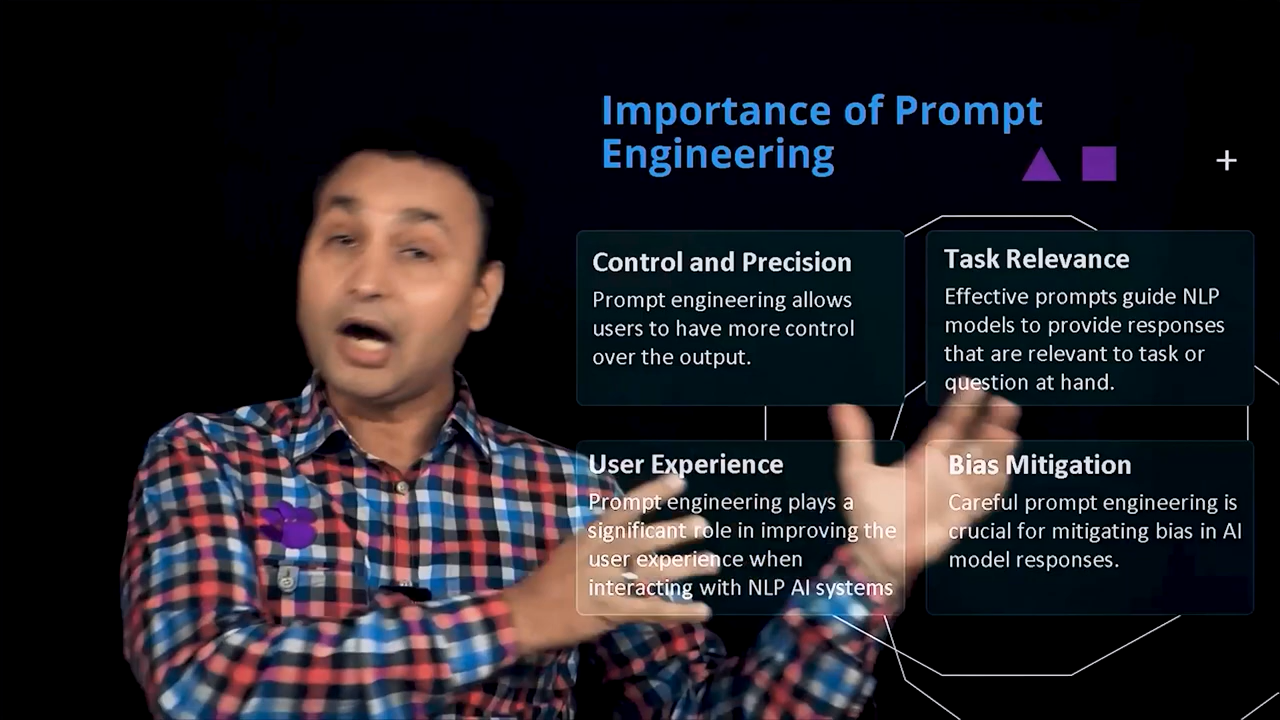 Importance of Prompt
Engineering
Control and Precision
Prompt engineering allows
users to have more control
over the output.
Task Relevance
Effective prompts guide NLP
models to provide responses
that are relevant to task or
question at hand.
User Experience
Prompt engineering plays a
significant role in improving the
user experience when
interacting with NLP AI systems
Bias Mitigation
Careful prompt engineering is
crucial for mitigating bias in AI
model responses.